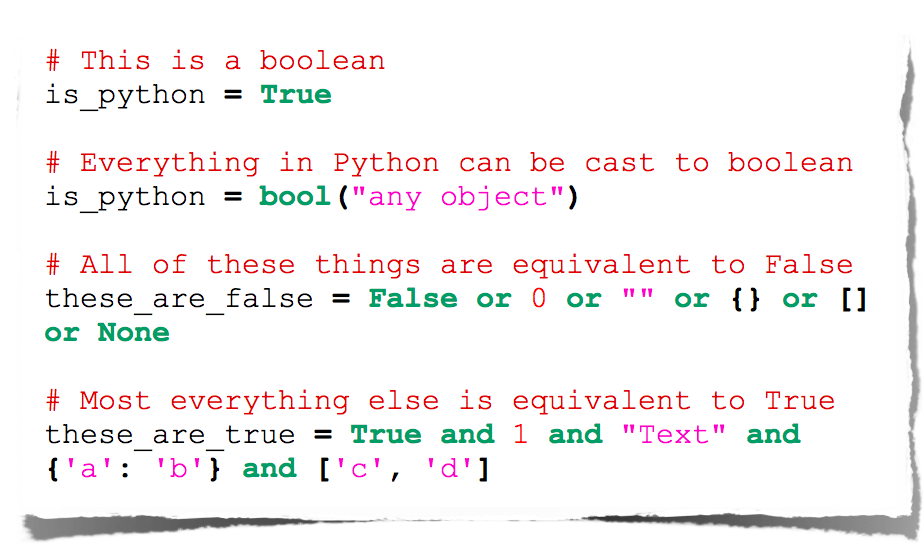 # This is a boolean
is_python = True
# Everything in Python can be cast to boolean
is_python = bool("any object")
# All of these things are equivalent to False
these_are_false = False or 0 or "" or {} or []
or None
# Most everything else is equivalent to True
these_are_true = True and 1 and "Text" and
{'a': 'b'} and ['c', 'd']